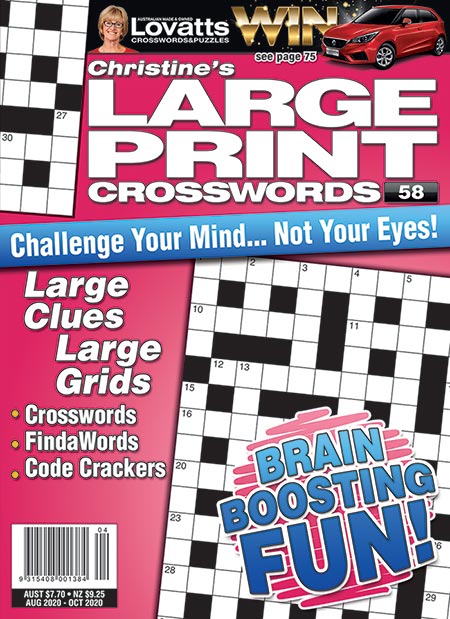 AUSTRALIAN MADE & OWNED
Lovatts
CROSSWORDS&PUZZLES
WIN
see page 75
Christine's
LARGE
PRINT
CROSSWORDS 58
27
30
Challenge Your Mind... Not Your Eyes!
Large
Clues
Large
Grids
• Crosswords
• FindaWords
• Code Crackers
2 3 4 5
10 11
12 13
15
20
23
28
29
BRAIN
BOOSTING
FUN!
04
9 315408 001384
AUST $7.70 • NZ $9.25
AUG 2020 - OCT 2020